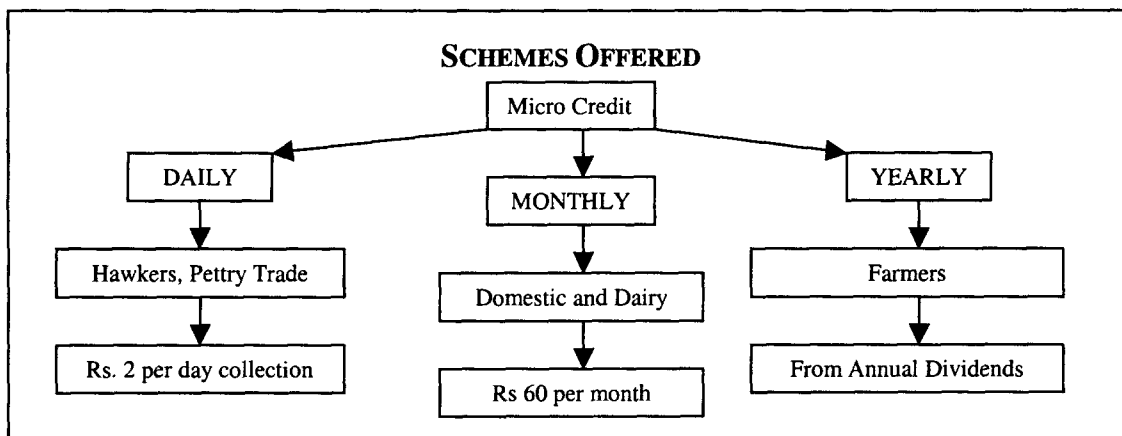 SCHEMES OFFERED
Micro Credit
DAILY
MONTHLY
YEARLY
Hawkers, Pettry Trade
Domestic and Dairy
Farmers
Rs. 2 per day collection
Rs 60 per month
From Annual Dividends